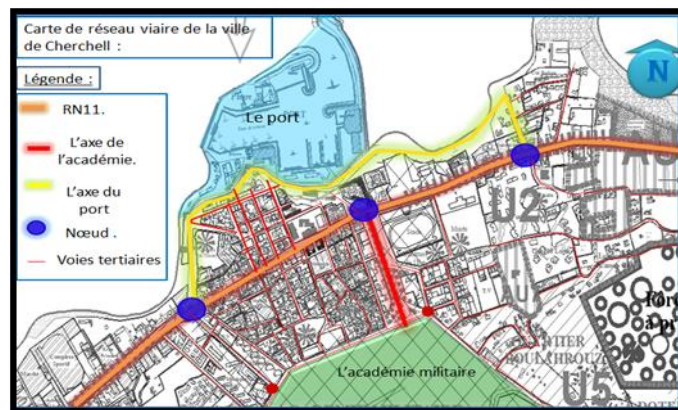 Carte de réseau viaire de la ville
de Cherchell :
Légende :
RN11.
L'axe de
l'académie.
L'axe du
port
Nœud .
Voies tertiaires
Le port
N
U2
AU
L'académie militaire
U5